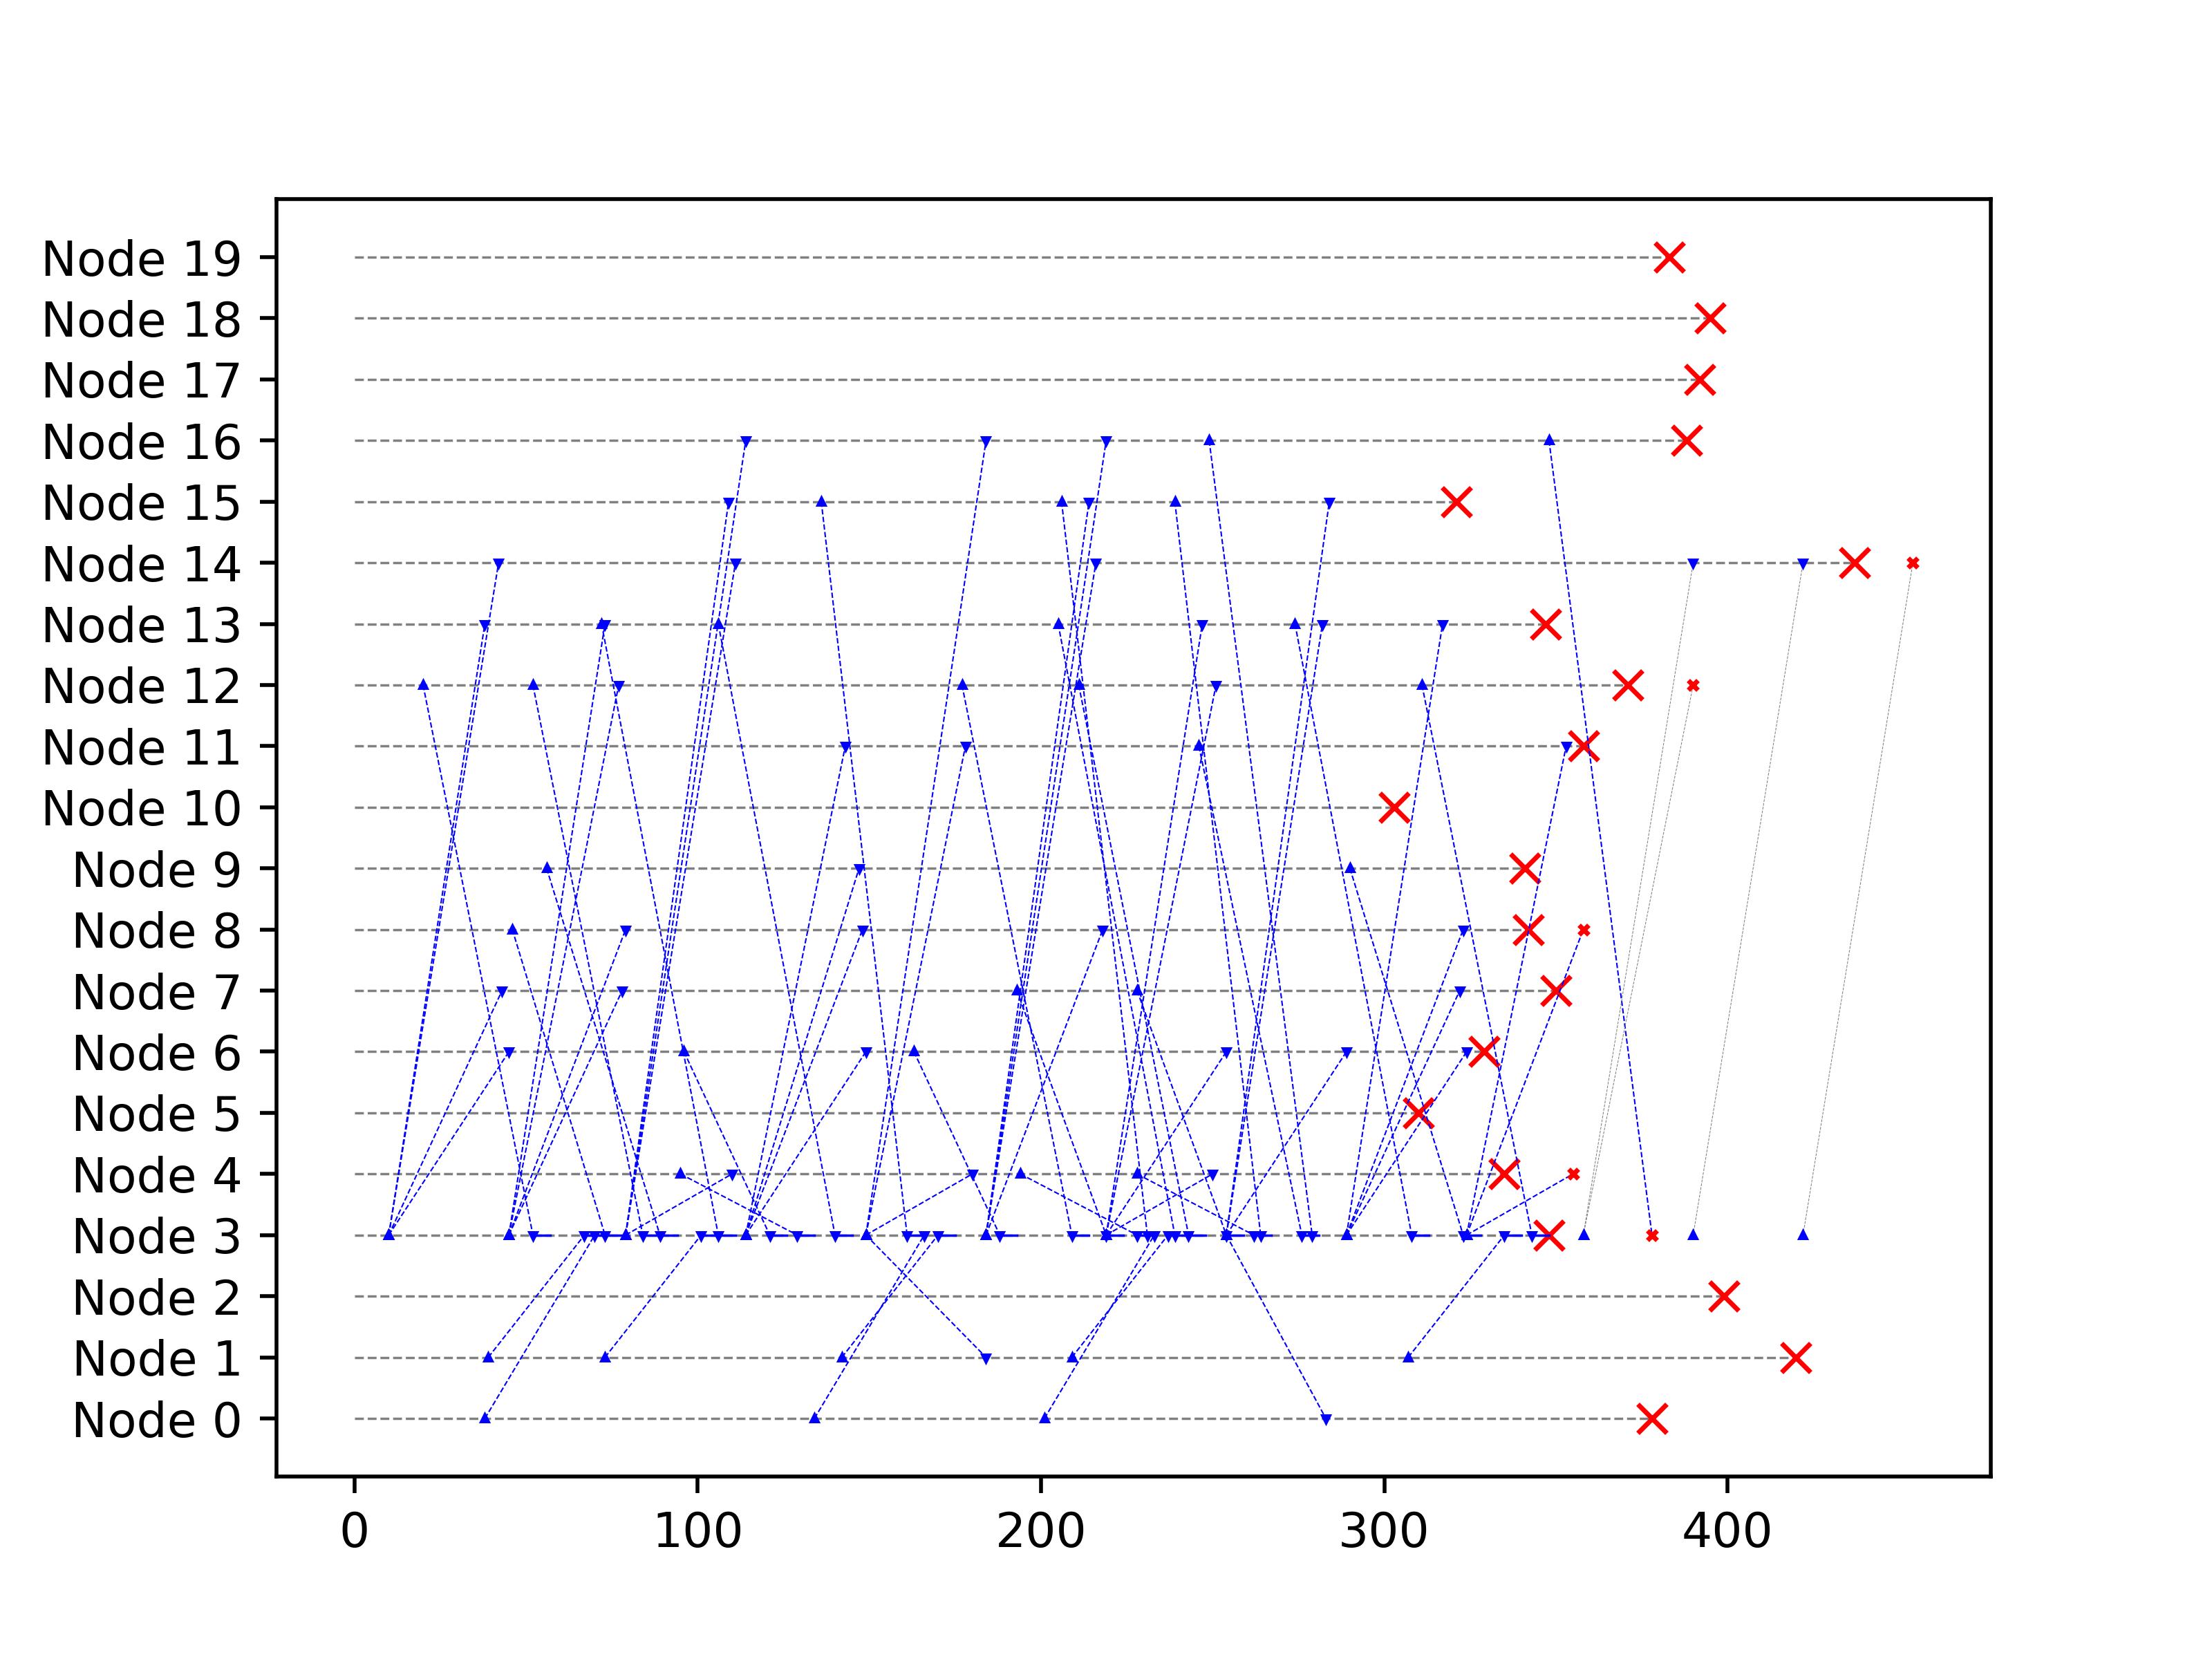 Node 19
Node 18
Node 17
Node 16
Node 15
Node 14
Node 13
Node 12
Node 11
Node 10
Node 9
Node 8
Node 7
Node 6
Node 5
Node 4
Node 3
Node 2
Node 1
Node 0
0 100 200 300 400